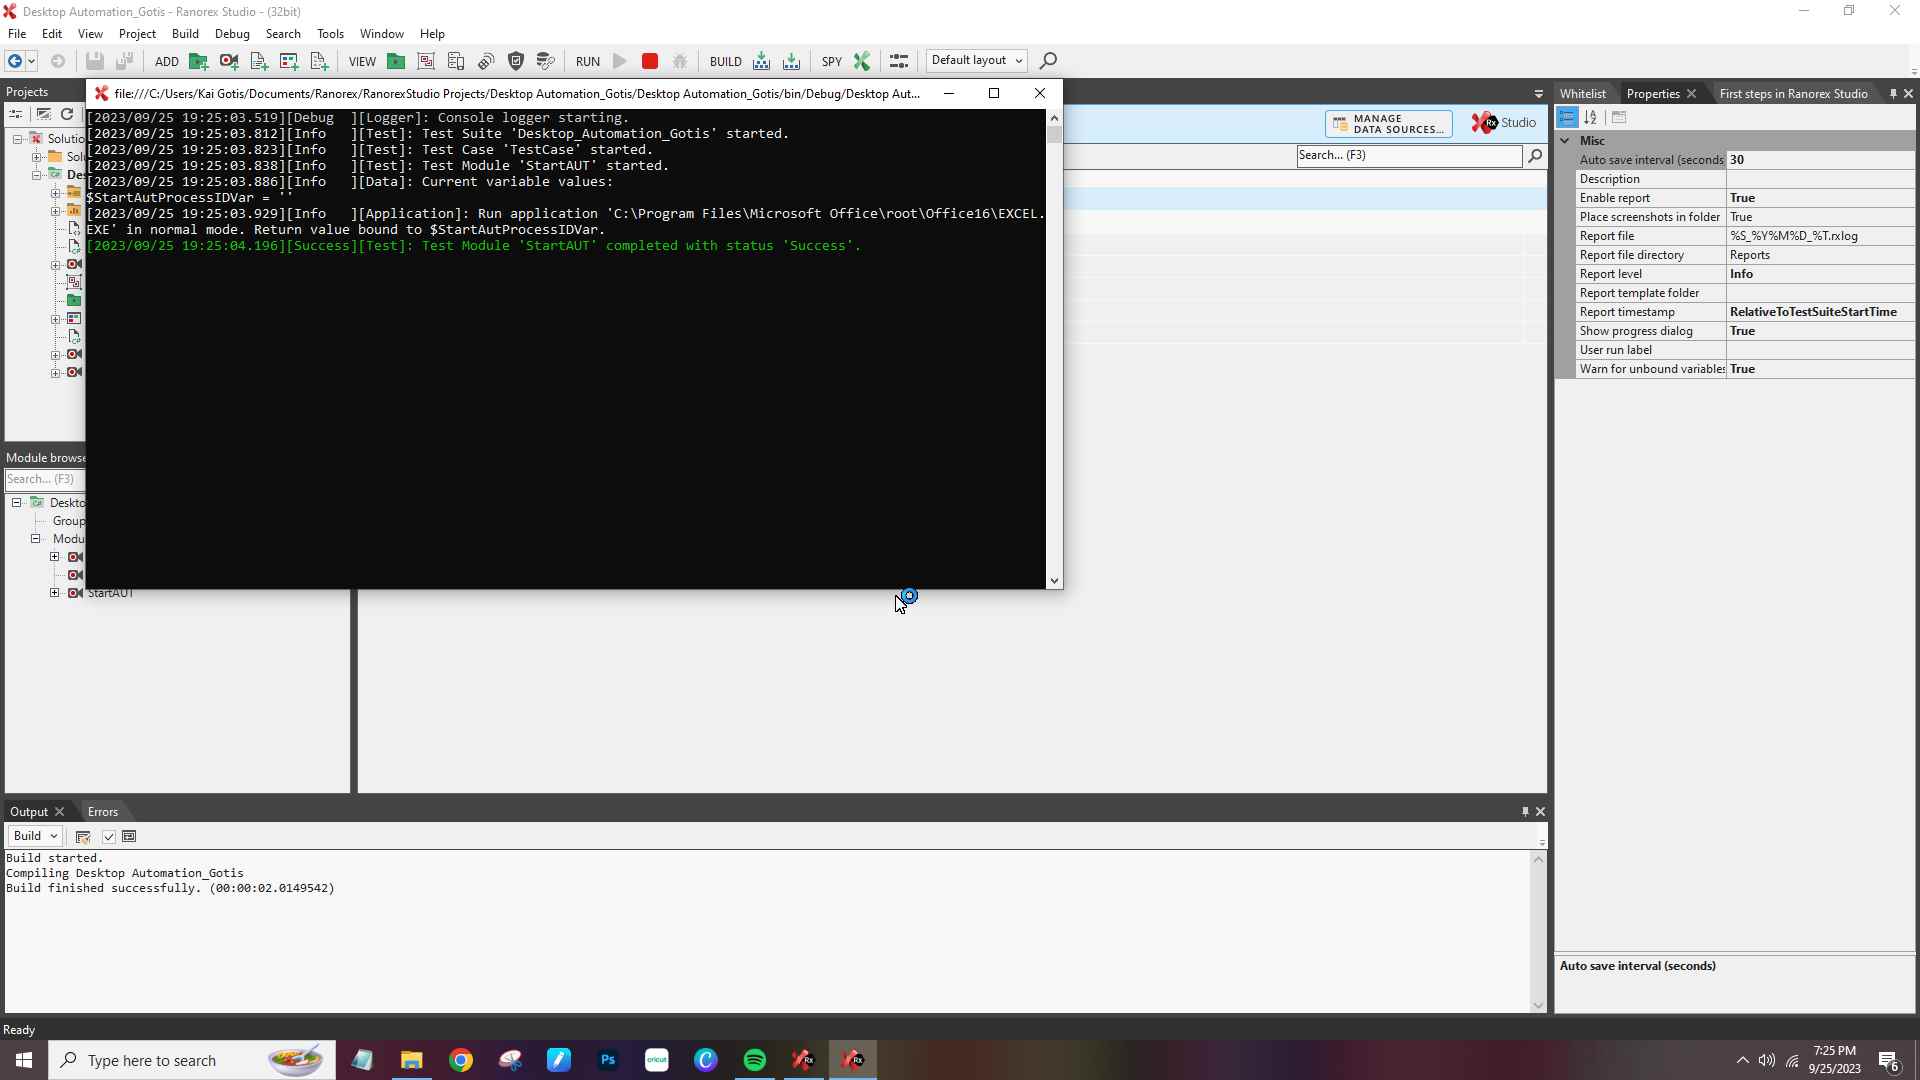 Desktop Automation_Gotis - Ranorex Studio - (32bit)
File Edit View Project Build Debug Search Tools Window Help
ADD VIEW RUN BUILD SPY Default layout
Projects
Solutio
Sol
Des
file:///C:/Users/Kai Gotis/Documents/Ranorex/RanorexStudio Projects/Desktop Automation_Gotis/Desktop Automation_Gotis/bin/Debug/Desktop Aut...
[2023/09/25 19:25:03.519][Debug  ][Logger]: Console logger starting.
[2023/09/25 19:25:03.812][Info   ][Test]: Test Suite 'Desktop_Automation_Gotis' started.
[2023/09/25 19:25:03.823][Info   ][Test]: Test Case 'TestCase' started.
[2023/09/25 19:25:03.838][Info   ][Test]: Test Module 'StartAUT' started.
[2023/09/25 19:25:03.886][Info   ][Data]: Current variable values:
$StartAutProcessIDVar = ''
[2023/09/25 19:25:03.929][Info   ][Application]: Run application 'C:\Program Files\Microsoft Office\root\Office16\EXCEL.
EXE' in normal mode. Return value bound to $StartAutProcessIDVar.
[2023/09/25 19:25:04.196][Success][Test]: Test Module 'StartAUT' completed with status 'Success'.
MANAGE
DATA SOURCES...
Rx Studio
Search... (F3)
Module browse
Search... (F3)
Deskto
Group
Modu
StartAUT
Whitelist Properties First steps in Ranorex Studio
Misc
Auto save interval (seconds 30
Description
Enable report True
Place screenshots in folder True
Report file %S_%Y%M%D_%T.rxlog
Report file directory Reports
Report level Info
Report template folder
Report timestamp RelativeToTestSuiteStartTime
Show progress dialog True
User run label
Warn for unbound variables True
Auto save interval (seconds)
Output Errors
Build
Build started.
Compiling Desktop Automation_Gotis
Build finished successfully. (00:00:02.0149542)
Ready
Type here to search
Ps
cricut
Rx
Rx
7:25 PM
9/25/2023
6